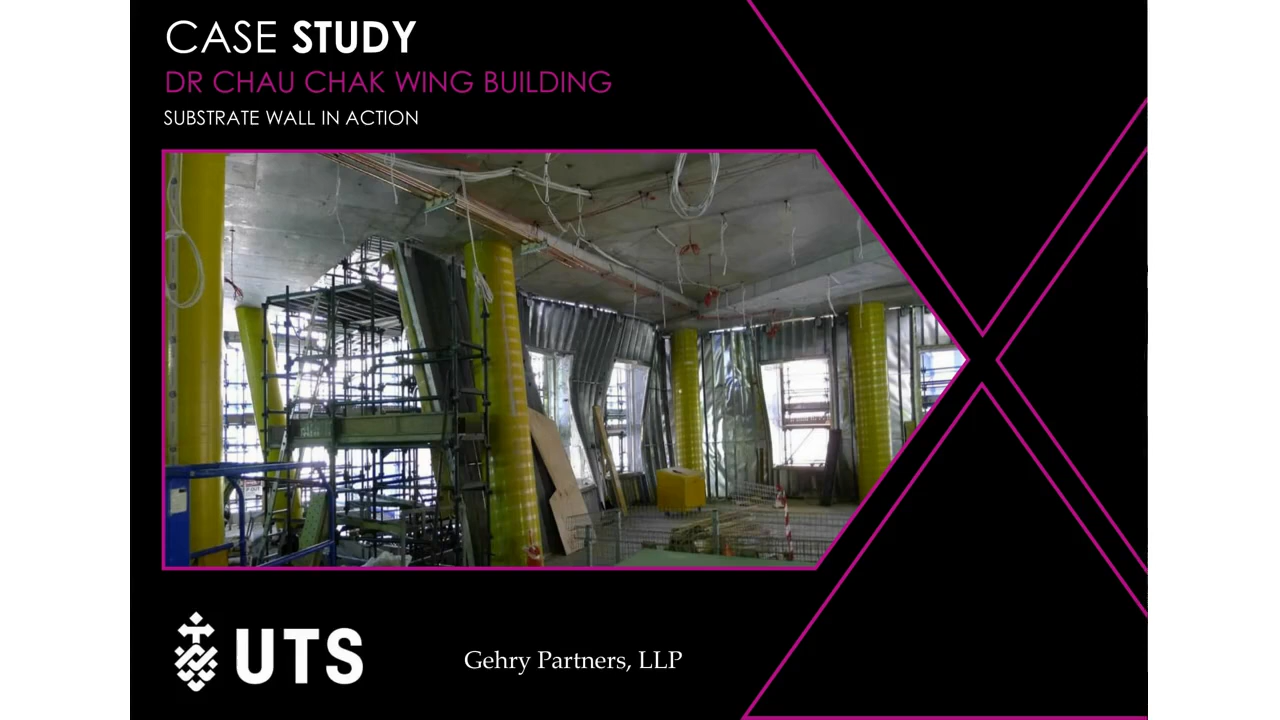 CASE STUDY
DR CHAU CHAK WING BUILDING
SUBSTRATE WALL IN ACTION
UTS
Gehry Partners, LLP